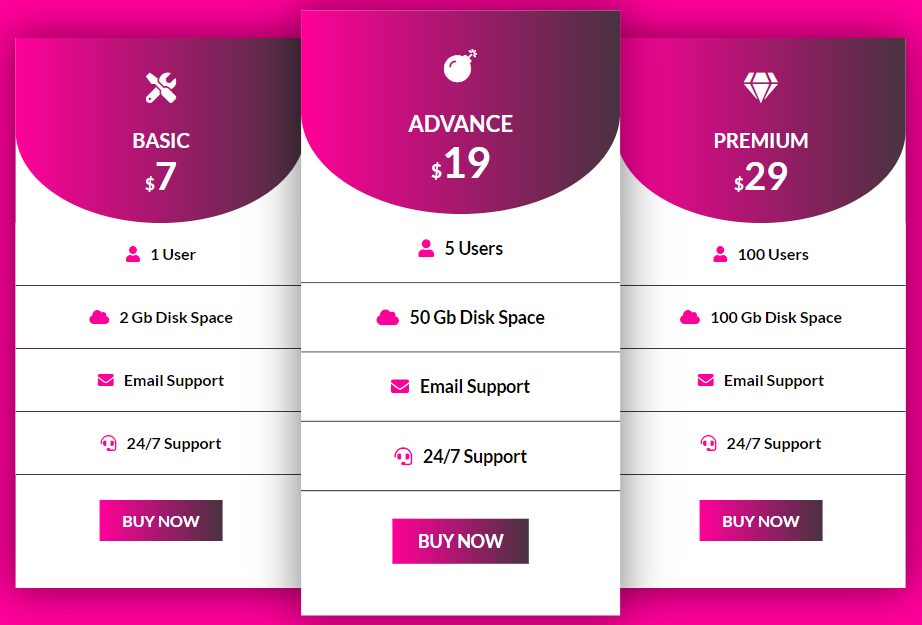 BASIC
$7
1 User
2 Gb Disk Space
Email Support
24/7 Support
BUY NOW
ADVANCE
$19
5 Users
50 Gb Disk Space
Email Support
24/7 Support
BUY NOW
PREMIUM
$29
100 Users
100 Gb Disk Space
Email Support
24/7 Support
BUY NOW